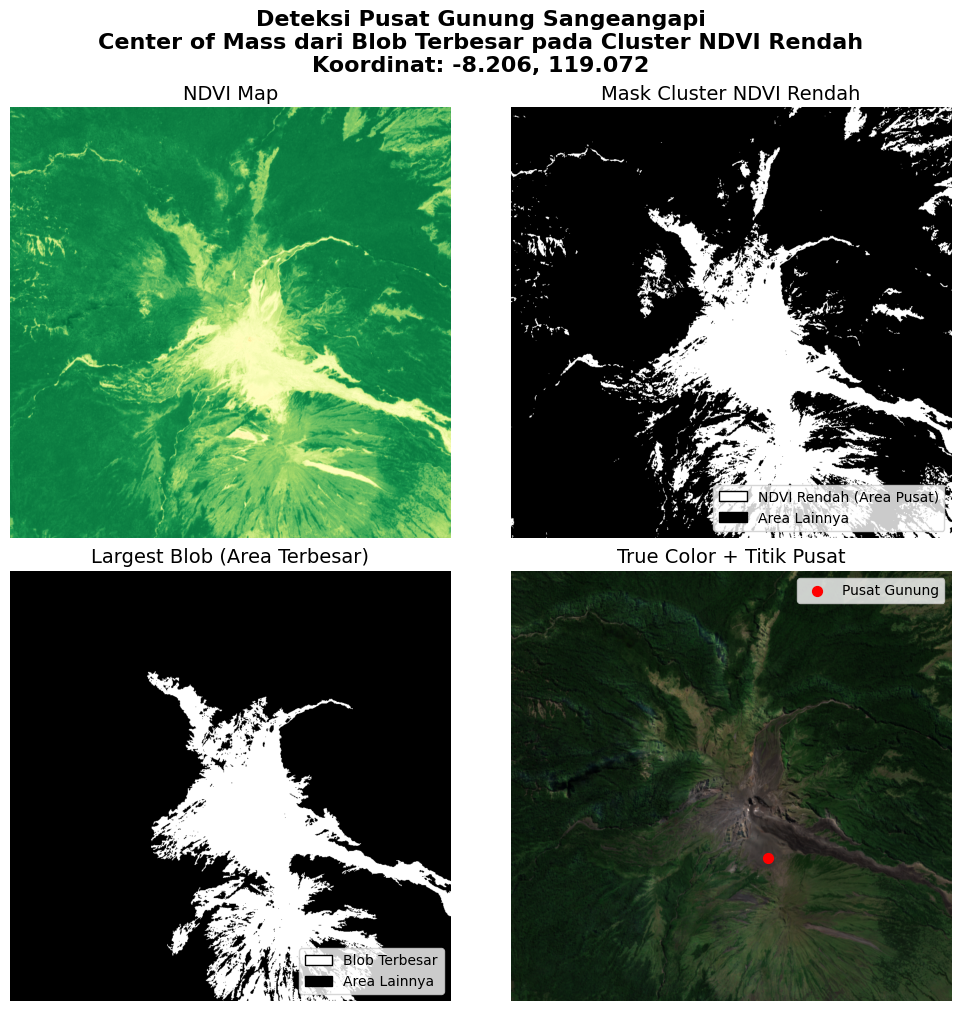 Deteksi Pusat Gunung Sangeangapi
Center of Mass dari Blob Terbesar pada Cluster NDVI Rendah
Koordinat: -8.206, 119.072
NDVI Map
Mask Cluster NDVI Rendah
NDVI Rendah (Area Pusat)
Area Lainnya
Largest Blob (Area Terbesar)
True Color + Titik Pusat
Pusat Gunung
Blob Terbesar
Area Lainnya